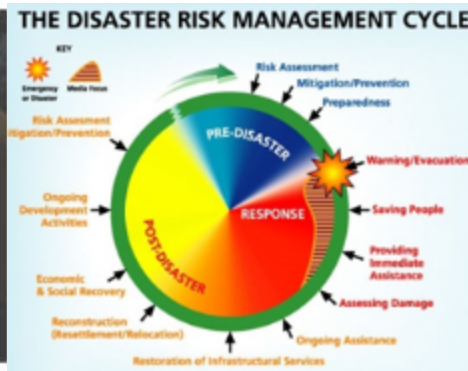 THE DISASTER RISK MANAGEMENT CYCLE
KEY
Emergency
or Disaster
Media Focus
Risk Assessment
Mitigation/Prevention
Preparedness
PRE-DISASTER
Warning/Evacuation
RESPONSE
Saving People
Providing
Immediate
Assistance
Assessing Damage
Ongoing Assistance
Restoration of Infrastructural Services
Reconstruction
(Resettlement/Relocation)
Economic
& Social Recovery
Ongoing
Development
Activities
Risk Assesment
itigation/Prevention
POST-DISASTER